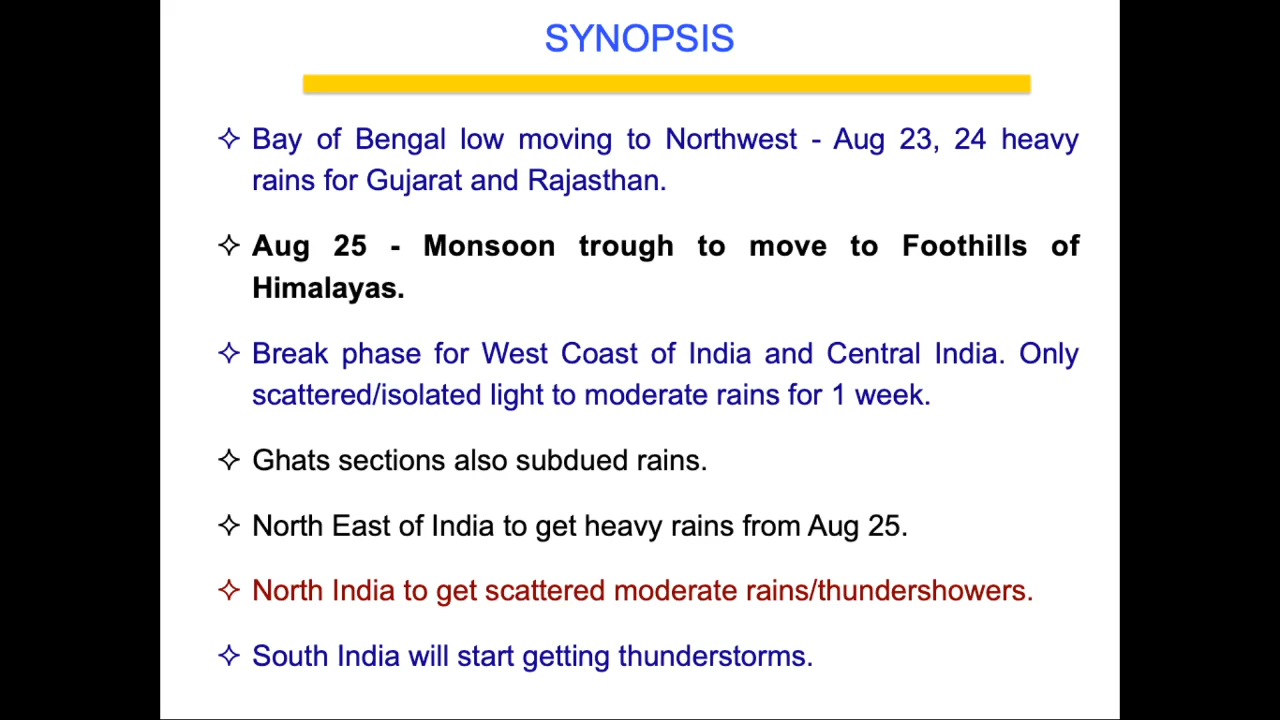 SYNOPSIS
✧ Bay of Bengal low moving to Northwest - Aug 23, 24 heavy
rains for Gujarat and Rajasthan.
✧ Aug 25 - Monsoon trough to move to Foothills of
Himalayas.
✧ Break phase for West Coast of India and Central India. Only
scattered/isolated light to moderate rains for 1 week.
✧ Ghats sections also subdued rains.
✧ North East of India to get heavy rains from Aug 25.
✧ North India to get scattered moderate rains/thundershowers.
✧ South India will start getting thunderstorms.